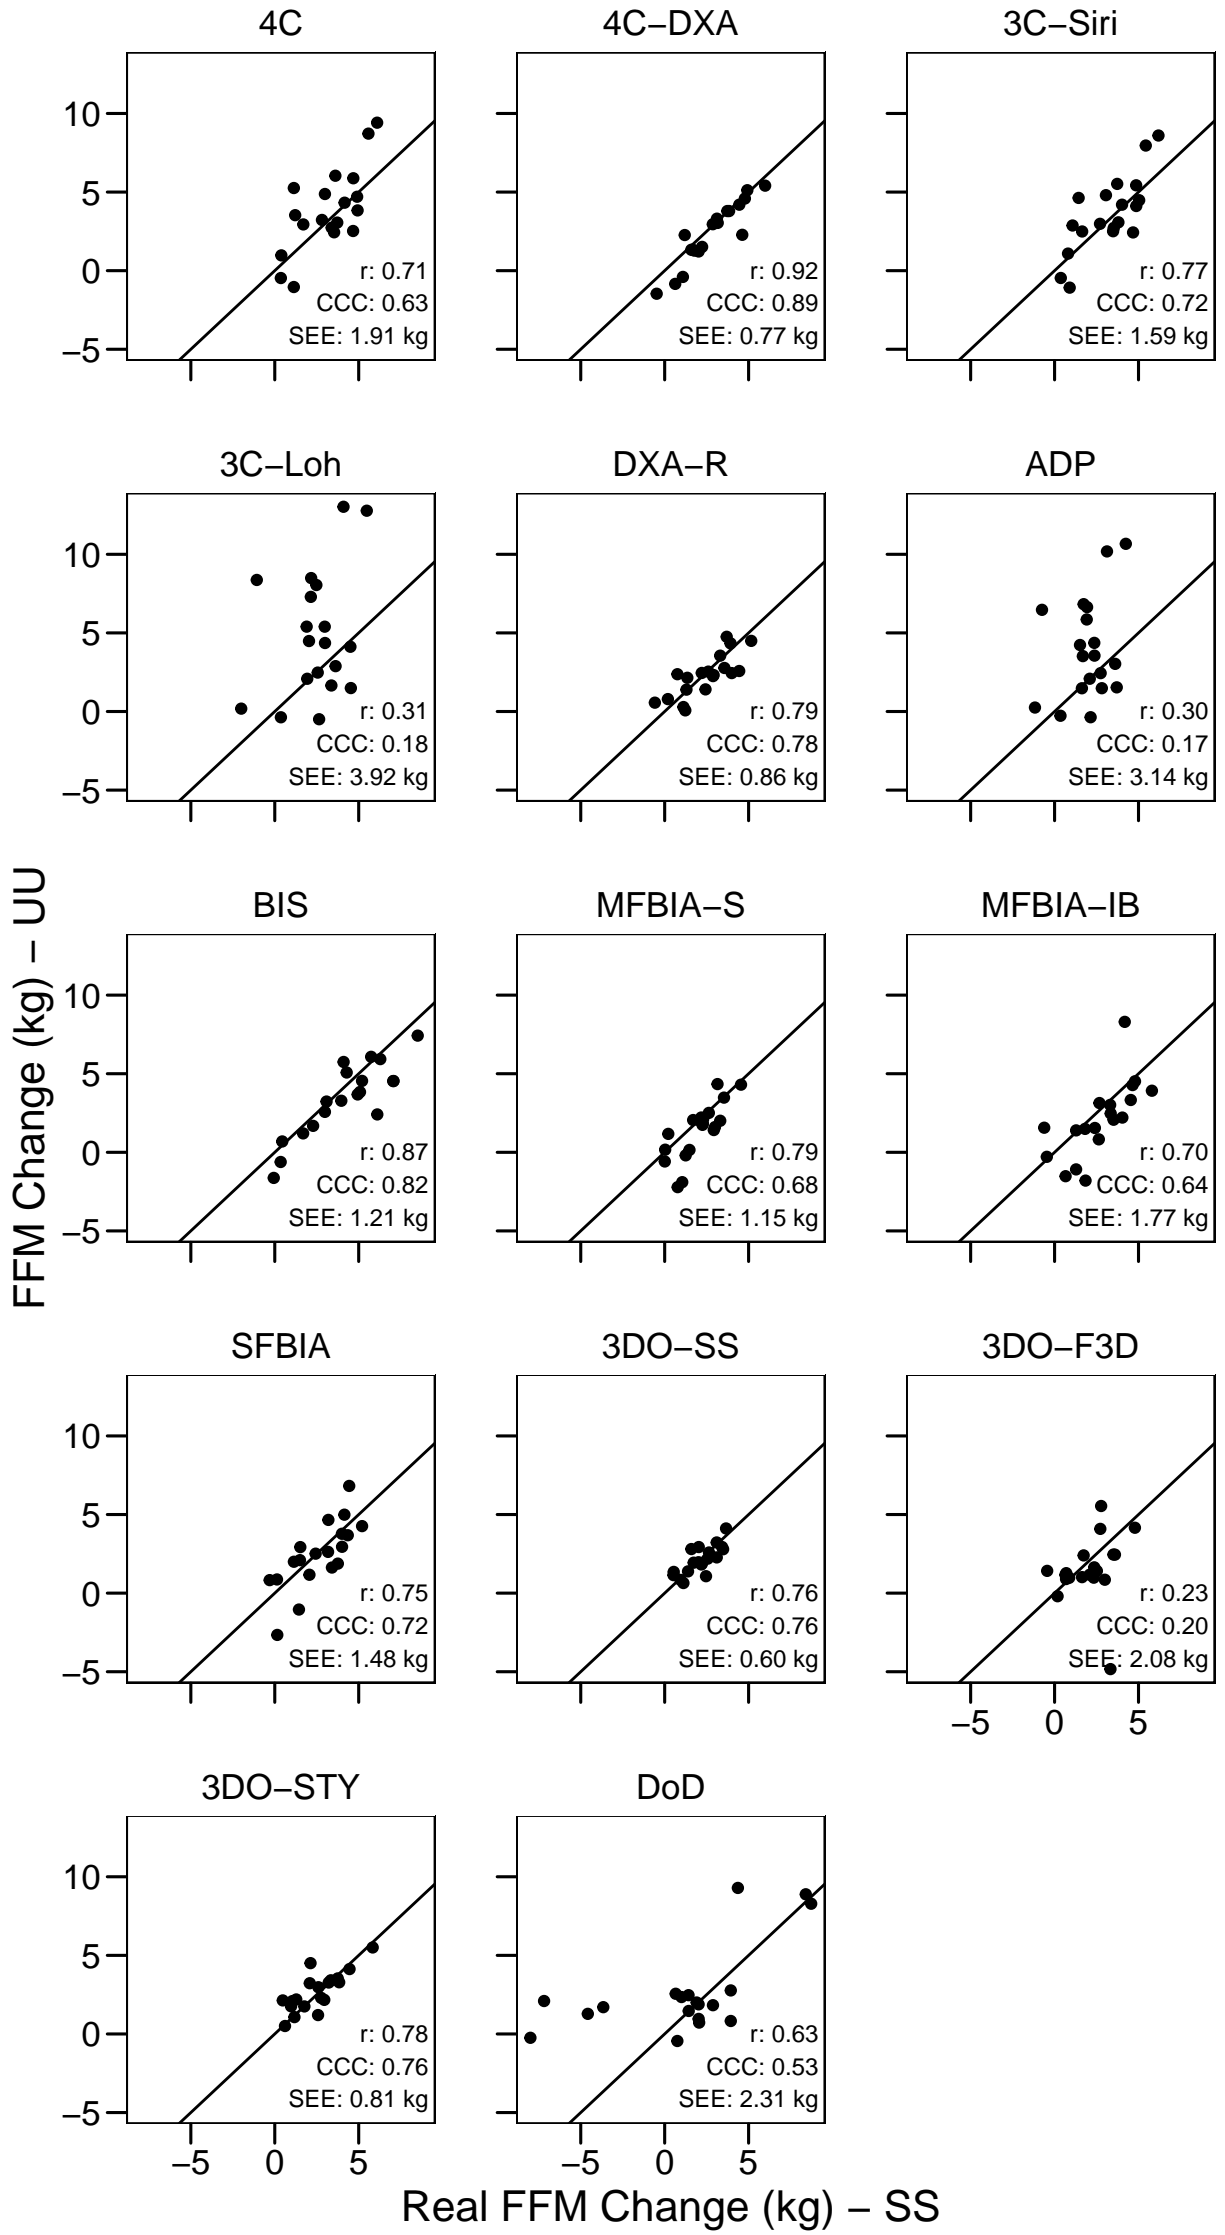 4C
4C−DXA
3C−Siri
10
5
0
−5
r: 0.71
CCC: 0.63
SEE: 1.91 kg
r: 0.92
CCC: 0.89
SEE: 0.77 kg
r: 0.77
CCC: 0.72
SEE: 1.59 kg
3C−Loh
DXA−R
ADP
10
5
0
−5
r: 0.31
CCC: 0.18
SEE: 3.92 kg
r: 0.79
CCC: 0.78
SEE: 0.86 kg
r: 0.30
CCC: 0.17
SEE: 3.14 kg
FFM Change (kg) − UU
BIS
MFBIA−S
MFBIA−IB
10
5
0
−5
r: 0.87
CCC: 0.82
SEE: 1.21 kg
r: 0.79
CCC: 0.68
SEE: 1.15 kg
r: 0.70
CCC: 0.64
SEE: 1.77 kg
SFBIA
3DO−SS
3DO−F3D
10
5
0
−5
r: 0.75
CCC: 0.72
SEE: 1.48 kg
r: 0.76
CCC: 0.76
SEE: 0.60 kg
r: 0.23
CCC: 0.20
SEE: 2.08 kg
−5 0 5
3DO−STY
DoD
10
5
0
−5
r: 0.78
CCC: 0.76
SEE: 0.81 kg
r: 0.63
CCC: 0.53
SEE: 2.31 kg
−5 0 5
−5 0 5
Real FFM Change (kg) − SS